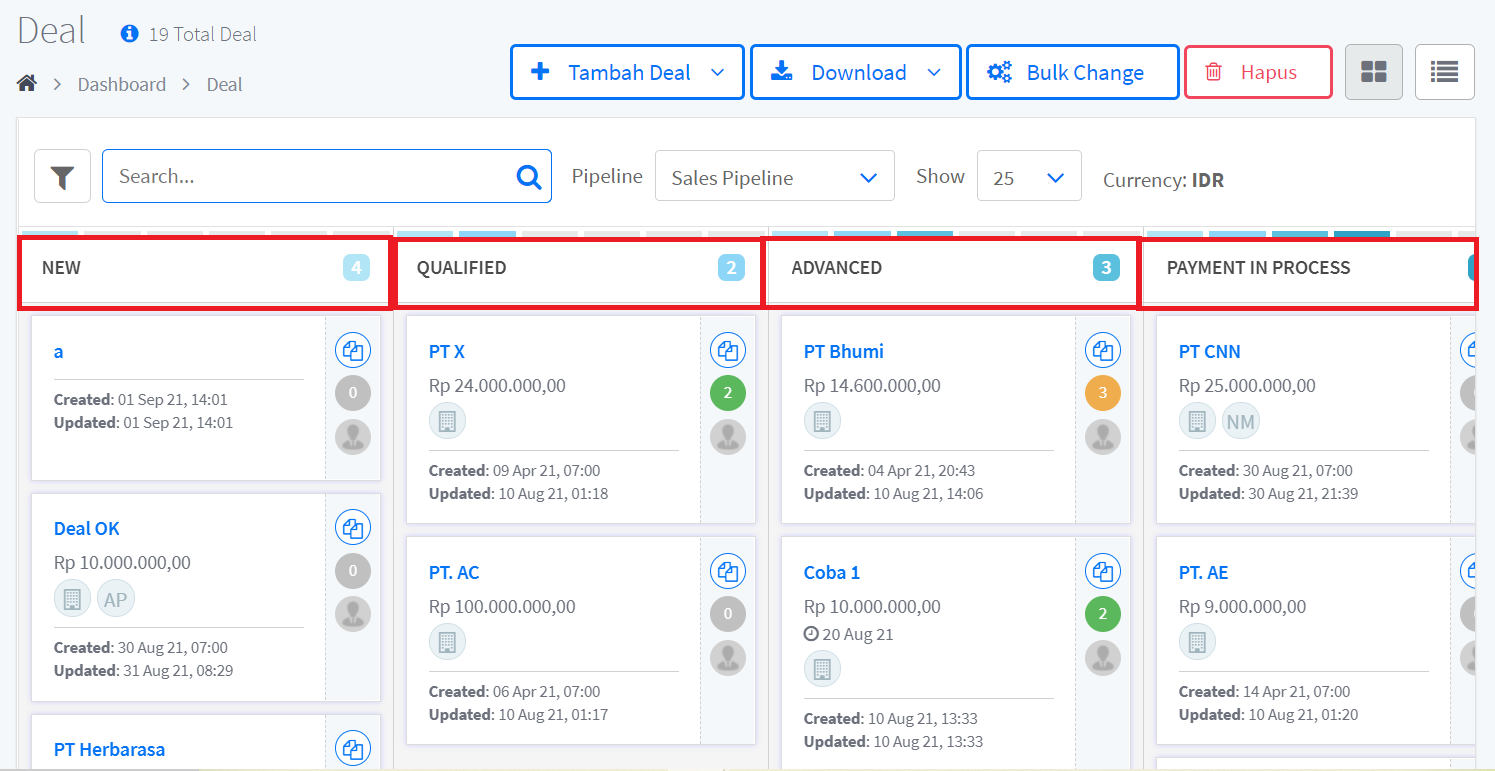 Deal
19 Total Deal
Dashboard
Deal
Tambah Deal
Download
Bulk Change
Hapus
Search...
Pipeline
Sales Pipeline
Show
25
Currency: IDR
NEW
4
QUALIFIED
2
ADVANCED
3
PAYMENT IN PROCESS
a
Created: 01 Sep 21, 14:01
Updated: 01 Sep 21, 14:01
0
Deal OK
Rp 10.000.000,00
AP
Created: 30 Aug 21, 07:00
Updated: 31 Aug 21, 08:29
0
PT Herbarasa
PT X
Rp 24.000.000,00
Created: 09 Apr 21, 07:00
Updated: 10 Aug 21, 01:18
2
PT. AC
Rp 100.000.000,00
Created: 06 Apr 21, 07:00
Updated: 10 Aug 21, 01:17
0
PT Bhumi
Rp 14.600.000,00
Created: 04 Apr 21, 20:43
Updated: 10 Aug 21, 14:06
3
Coba 1
Rp 10.000.000,00
20 Aug 21
Created: 10 Aug 21, 13:33
Updated: 10 Aug 21, 13:33
2
PT CNN
Rp 25.000.000,00
NM
Created: 30 Aug 21, 07:00
Updated: 30 Aug 21, 21:39
PT. AE
Rp 9.000.000,00
Created: 14 Apr 21, 07:00
Updated: 10 Aug 21, 01:20